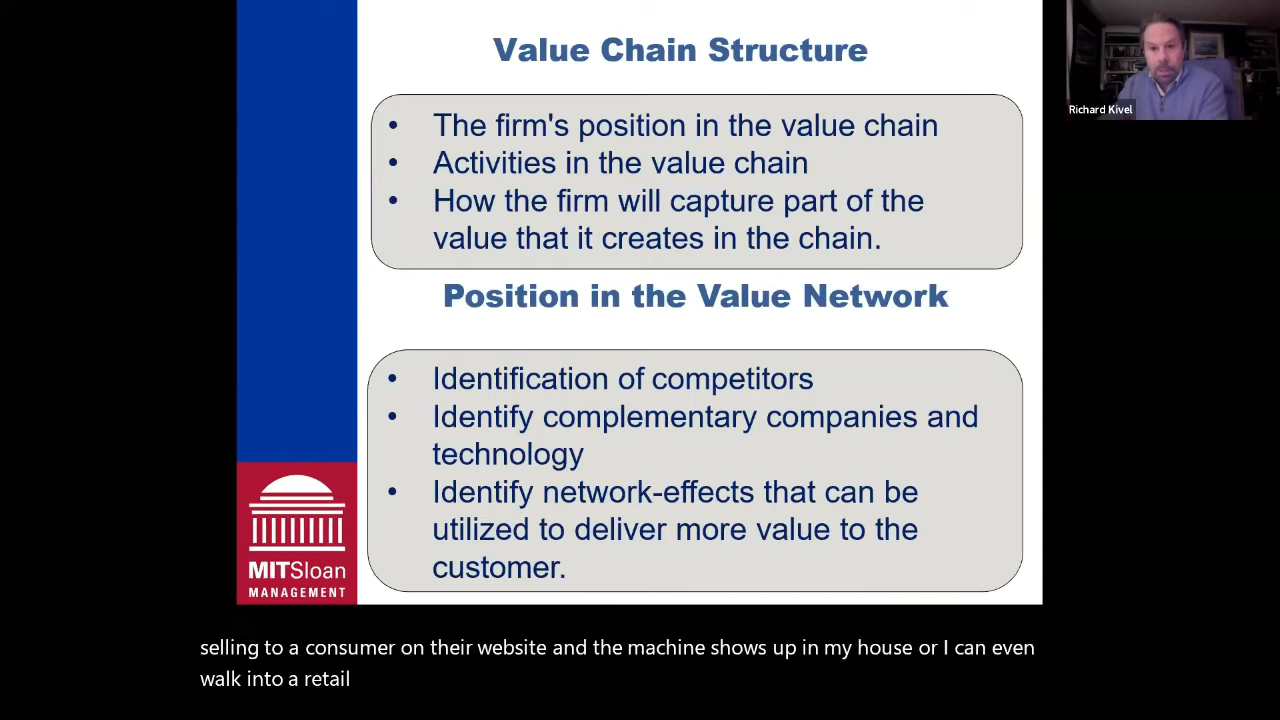 Value Chain Structure
• The firm's position in the value chain
• Activities in the value chain
• How the firm will capture part of the
value that it creates in the chain.
Position in the Value Network
• Identification of competitors
• Identify complementary companies and
technology
• Identify network-effects that can be
utilized to deliver more value to the
customer.
MITSloan
MANAGEMENT
Richard Kivel
selling to a consumer on their website and the machine shows up in my house or I can even
walk into a retail